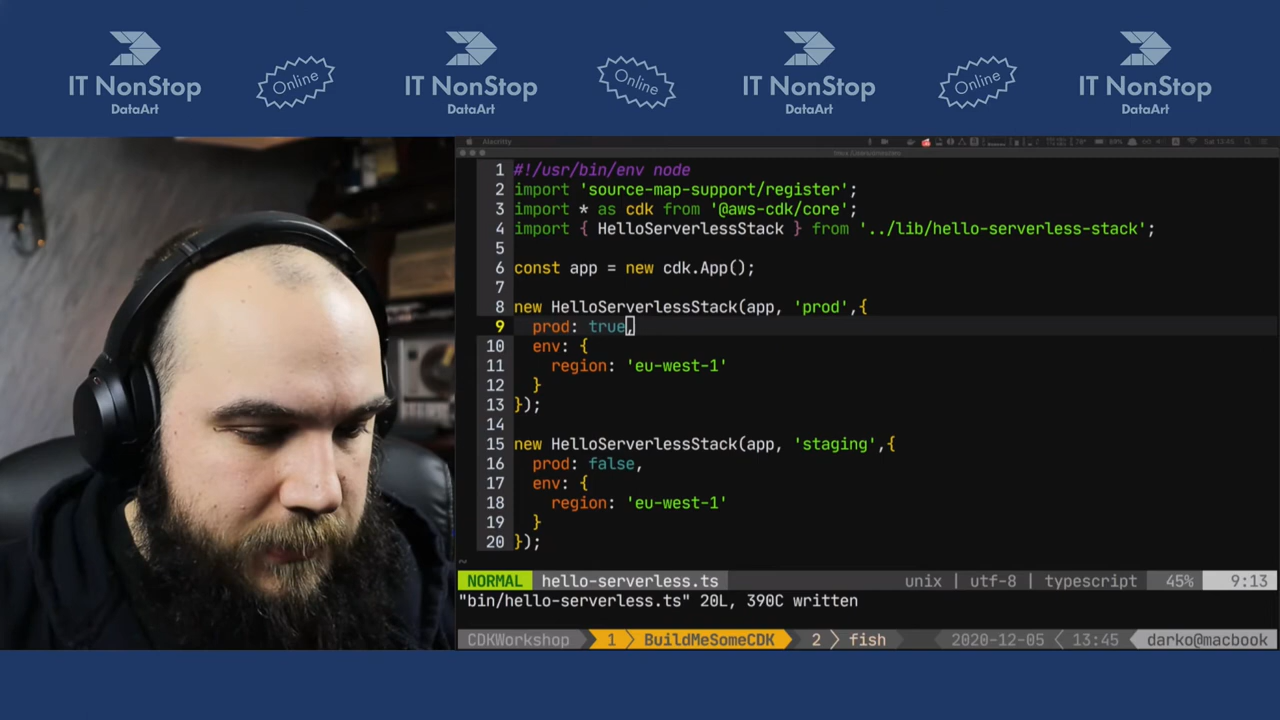 IT NonStop
DataArt
Online
IT NonStop
DataArt
Online
IT NonStop
DataArt
Online
IT NonStop
DataArt
Alacritty
Sat 13:45
1 #!/usr/bin/env node
2 import 'source-map-support/register';
3 import * as cdk from '@aws-cdk/core';
4 import { HelloServerlessStack } from '../lib/hello-serverless-stack';
5
6 const app = new cdk.App();
7
8 new HelloServerlessStack(app, 'prod',{
9 prod: true,
10 env: {
11 region: 'eu-west-1'
12 }
13 });
14
15 new HelloServerlessStack(app, 'staging',{
16 prod: false,
17 env: {
18 region: 'eu-west-1'
19 }
20 });
~
NORMAL hello-serverless.ts unix | utf-8 | typescript 45% 9:13
"bin/hello-serverless.ts" 20L, 390C written
CDKWorkshop 1 BuildMeSomeCDK 2 fish 2020-12-05 13:45 darko@macbook